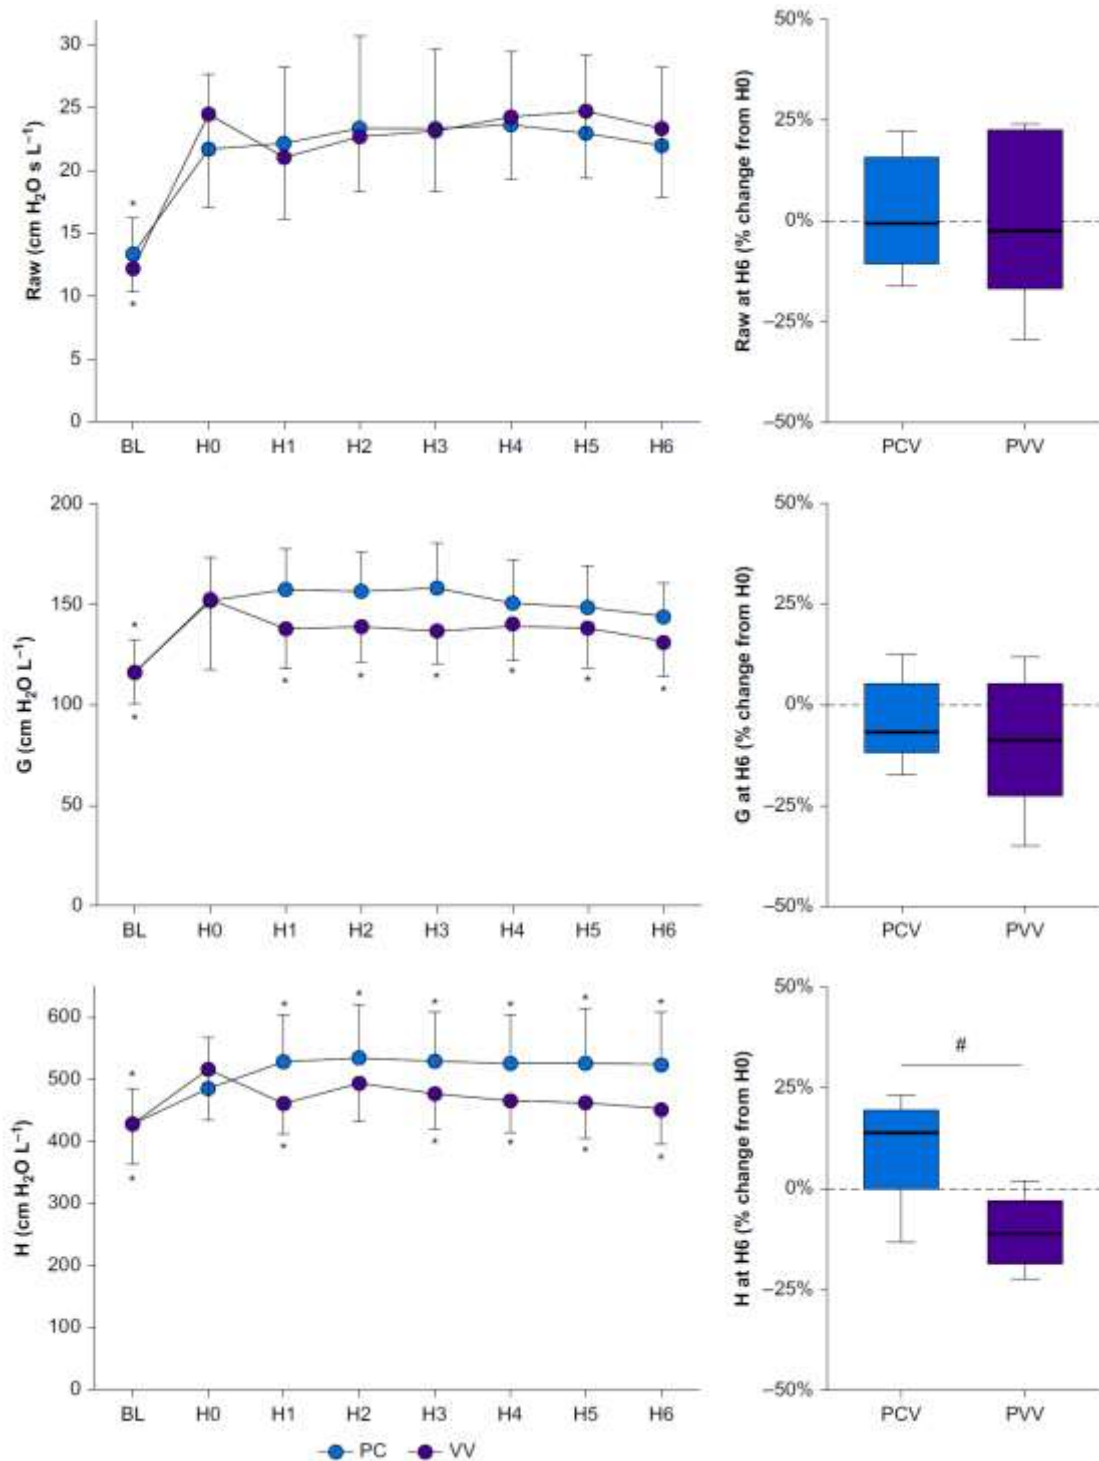 Raw (cm H₂O s L⁻¹)
30
25
20
15
10
5
0
*
*
BL H0 H1 H2 H3 H4 H5 H6
Raw at H6 (% change from H0)
50%
25%
0%
–25%
–50%
PCV PVV
G (cm H₂O L⁻¹)
200
150
100
50
0
*
*
* * * * * *
BL H0 H1 H2 H3 H4 H5 H6
G at H6 (% change from H0)
50%
25%
0%
–25%
–50%
PCV PVV
H (cm H₂O L⁻¹)
600
500
400
300
200
100
0
* * * * * * *
* * * * * *
BL H0 H1 H2 H3 H4 H5 H6
H at H6 (% change from H0)
50%
25%
0%
–25%
–50%
#
PCV PVV
PC VV